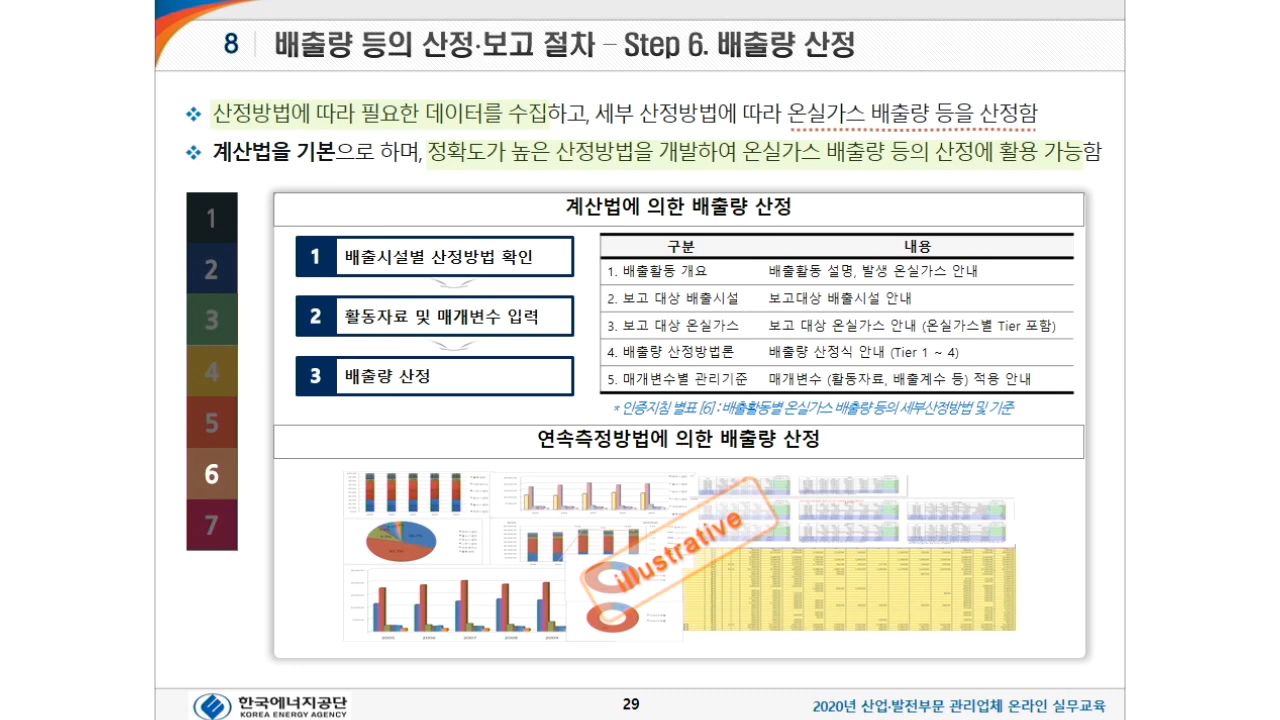 8 배출량 등의 산정·보고 절차 – Step 6. 배출량 산정
산정방법에 따라 필요한 데이터를 수집하고, 세부 산정방법에 따라 온실가스 배출량 등을 산정함
계산법을 기본으로 하며, 정확도가 높은 산정방법을 개발하여 온실가스 배출량 등의 산정에 활용 가능함
1
2
3
4
5
6
7
계산법에 의한 배출량 산정
1 배출시설별 산정방법 확인
2 활동자료 및 매개변수 입력
3 배출량 산정
구분 내용
1. 배출활동 개요 배출활동 설명, 발생 온실가스 안내
2. 보고 대상 배출시설 보고대상 배출시설 안내
3. 보고 대상 온실가스 보고 대상 온실가스 안내 (온실가스별 Tier 포함)
4. 배출량 산정방법론 배출량 산정식 안내 (Tier 1 ~ 4)
5. 매개변수별 관리기준 매개변수 (활동자료, 배출계수 등) 적용 안내
* 인증지침 별표 [6] : 배출활동별 온실가스 배출량 등의 세부산정방법 및 기준
연속측정방법에 의한 배출량 산정
illustrative
2005 2006 2007 2008 2009
한국에너지공단
KOREA ENERGY AGENCY
29
2020년 산업·발전부문 관리업체 온라인 실무교육